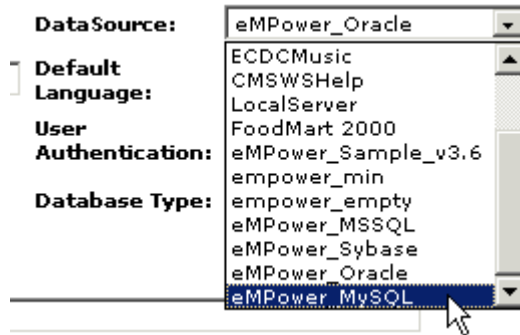 DataSource: eMPower_Oracle
ECDCMusic
Default
CMSWSHelp
Language:
LocalServer
User
FoodMart 2000
Authentication:
eMPower_Sample_v3.6
empower_min
Database Type:
empower_empty
eMPower_MSSQL
eMPower_Sybase
eMPower_Oracle
eMPower_MySQL